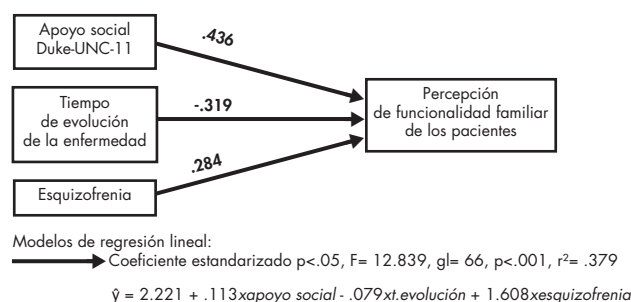 Apoyo social
Duke-UNC-11
.436
Tiempo
de evolución
de la enfermedad
-.319
Percepción
de funcionalidad familiar
de los pacientes
.284
Esquizofrenia
Modelos de regresión lineal:
Coeficiente estandarizado p<.05, F= 12.839, gl= 66, p<.001, r²= .379
ŷ = 2.221 + .113xapoyo social - .079xt.evolución + 1.608xesquizofrenia